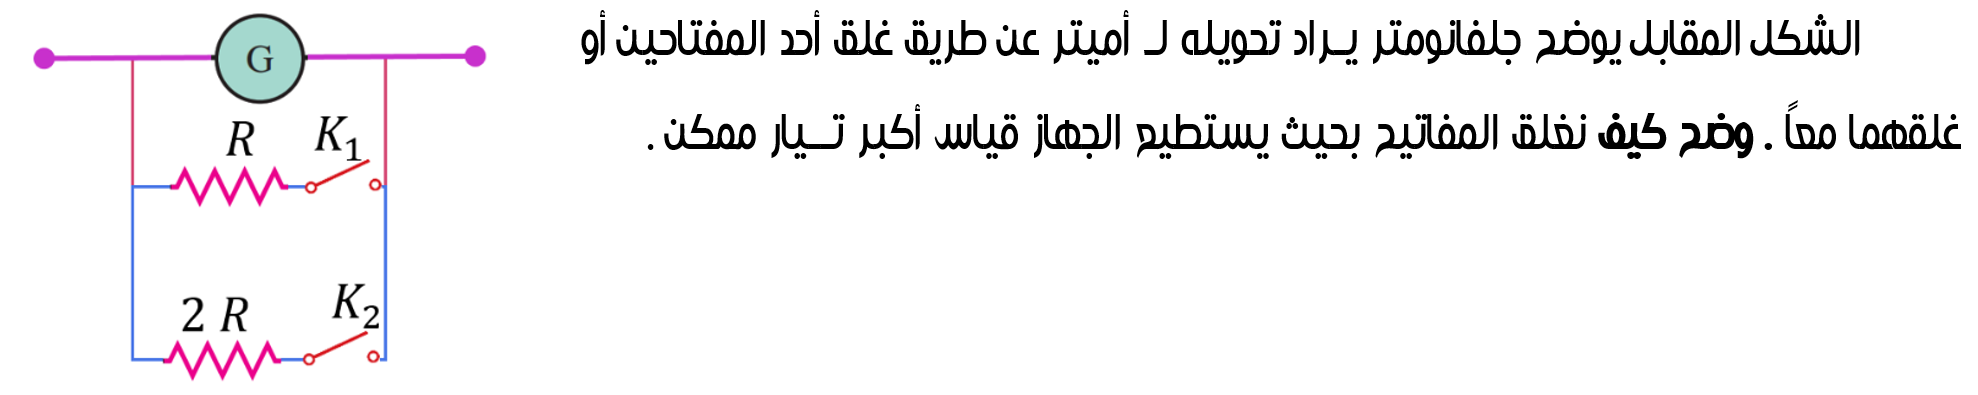 الشكل المقابل يوضح جلفانومتر يـراد تحويله لـ أميتر عن طريق غلق أحد المفتاحين أو
غلقهما معاً . وضح كيف نغلق المفاتيح بحيث يستطيع الجهاز قياس أكبر تـــيار ممكن .
G
R K₁
2 R K₂